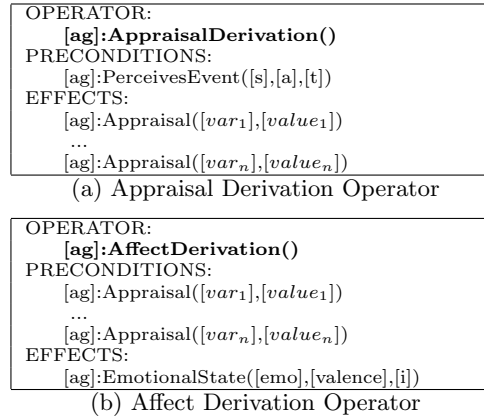 OPERATOR:
[ag]:AppraisalDerivation()
PRECONDITIONS:
[ag]:PerceivesEvent([s],[a],[t])
EFFECTS:
[ag]:Appraisal([var₁],[value₁])
...
[ag]:Appraisal([varₙ],[valueₙ])
(a) Appraisal Derivation Operator
OPERATOR:
[ag]:AffectDerivation()
PRECONDITIONS:
[ag]:Appraisal([var₁],[value₁])
...
[ag]:Appraisal([varₙ],[valueₙ])
EFFECTS:
[ag]:EmotionalState([emo],[valence],[i])
(b) Affect Derivation Operator